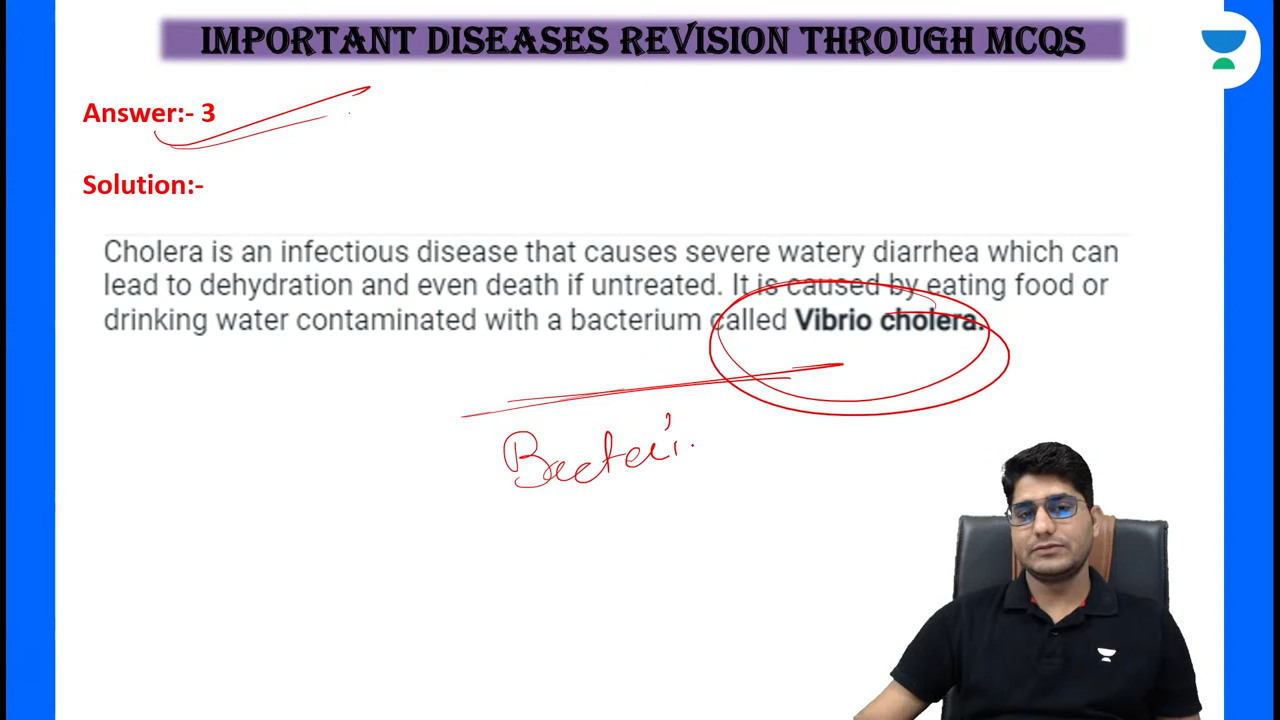 IMPORTANT DISEASES REVISION THROUGH MCQS
Answer:- 3
Solution:-
Cholera is an infectious disease that causes severe watery diarrhea which can
lead to dehydration and even death if untreated. It is caused by eating food or
drinking water contaminated with a bacterium called Vibrio cholera.